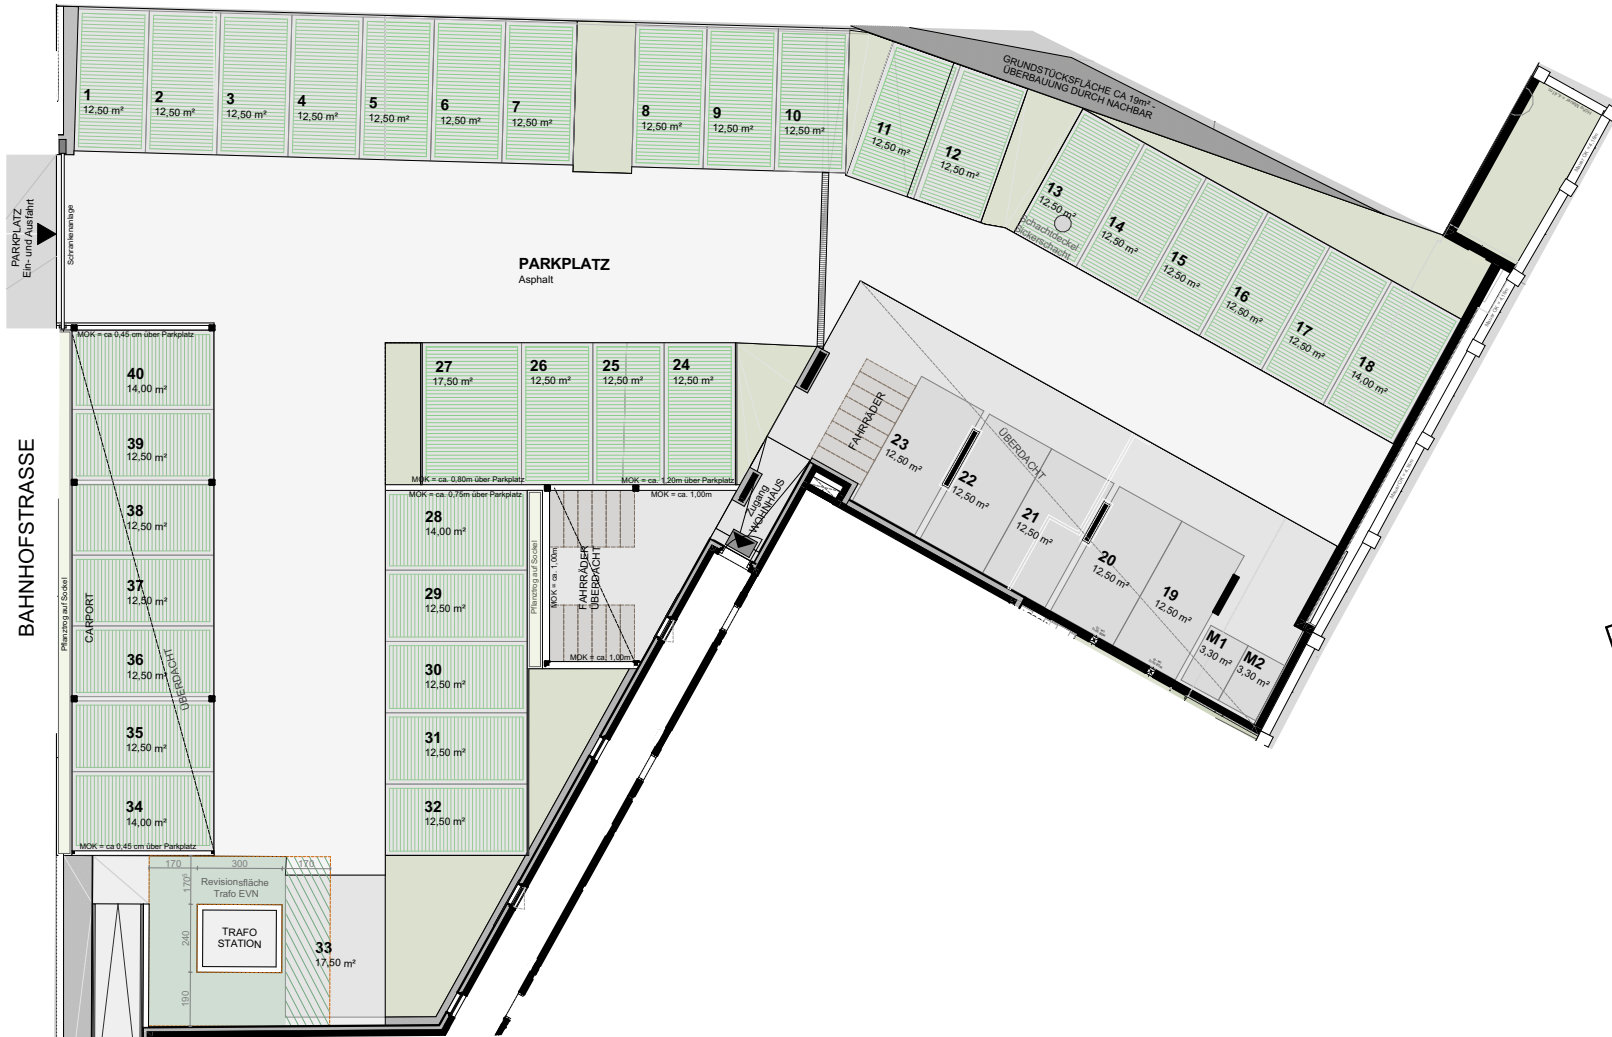 1
12,50 m²
2
12,50 m²
3
12,50 m²
4
12,50 m²
5
12,50 m²
6
12,50 m²
7
12,50 m²
8
12,50 m²
9
12,50 m²
10
12,50 m²
11
12,50 m²
12
12,50 m²
GRUNDSTÜCKSFLÄCHE CA 19m² -
ÜBERBAUUNG DURCH NACHBAR
13
12,50 m²
Schachtdeckel
Sickerschacht
14
12,50 m²
15
12,50 m²
16
12,50 m²
17
12,50 m²
18
14,00 m²
PARKPLATZ
Ein- und Ausfahrt
Schrankenanlage
PARKPLATZ
Asphalt
BAHNHOFSTRASSE
MOK = ca 0,45 cm über Parkplatz
40
14,00 m²
39
12,50 m²
38
12,50 m²
37
12,50 m²
36
12,50 m²
35
12,50 m²
34
14,00 m²
MOK = ca 0,45 cm über Parkplatz
Pflanztrog auf Sockel
CARPORT
ÜBERDACHT
27
17,50 m²
26
12,50 m²
25
12,50 m²
24
12,50 m²
MOK = ca. 0,80m über Parkplatz
MOK = ca. 1,20m über Parkplatz
MOK = ca. 0,75m über Parkplatz
MOK = ca. 1,00m
28
14,00 m²
29
12,50 m²
30
12,50 m²
31
12,50 m²
32
12,50 m²
Pflanztrog auf Sockel
MOK = ca. 1,00m
FAHRRÄDER
ÜBERDACHT
MOK = ca. 1,00m
Zugang
WOHNHAUS
FAHRRÄDER
23
12,50 m²
ÜBERDACHT
22
12,50 m²
21
12,50 m²
20
12,50 m²
19
12,50 m²
M1
3,30 m²
M2
3,30 m²
170
300
170
170⁵
Revisionsfläche
Trafo EVN
240
TRAFO
STATION
190
33
17,50 m²